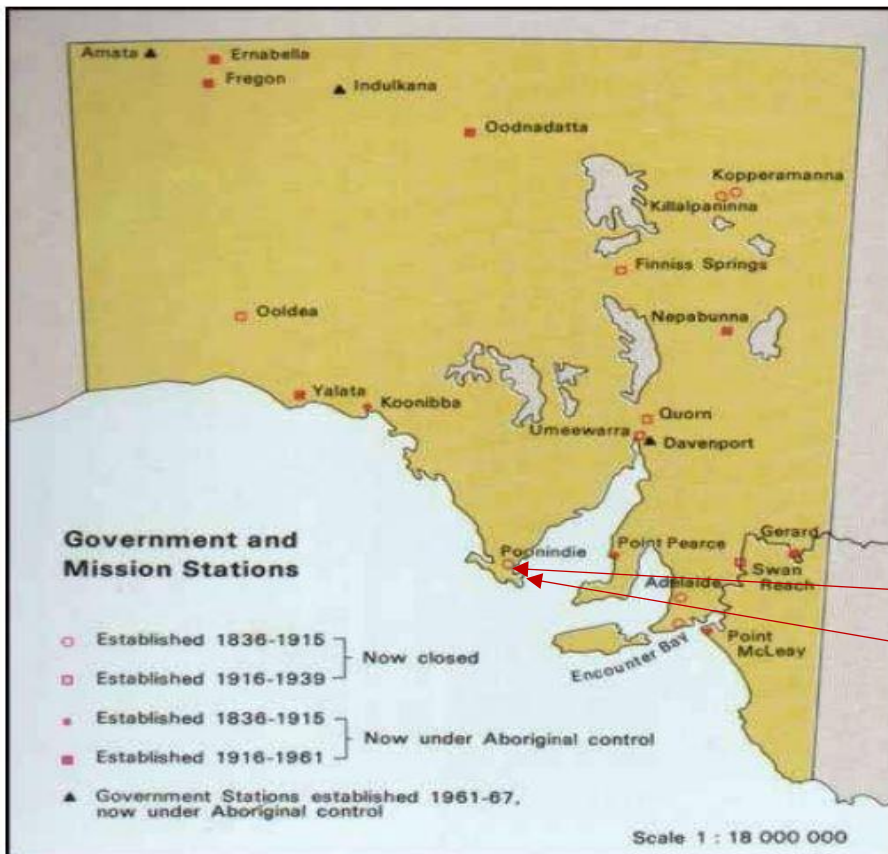 Amata
Ernabella
Fregon
Indulkana
Oodnadatta
Kopperamanna
Killalpaninna
Finniss Springs
Ooldea
Nepabunna
Yalata
Koonibba
Quorn
Umeewarra
Davenport
Government and
Mission Stations
Poonindie
Point Pearce
Gerard
Swan
Reach
Adelaide
Point
McLeay
Encounter Bay
Established 1836-1915
Now closed
Established 1916-1939
Established 1836-1915
Now under Aboriginal control
Established 1916-1961
Government Stations established 1961-67,
now under Aboriginal control
Scale 1 : 18 000 000